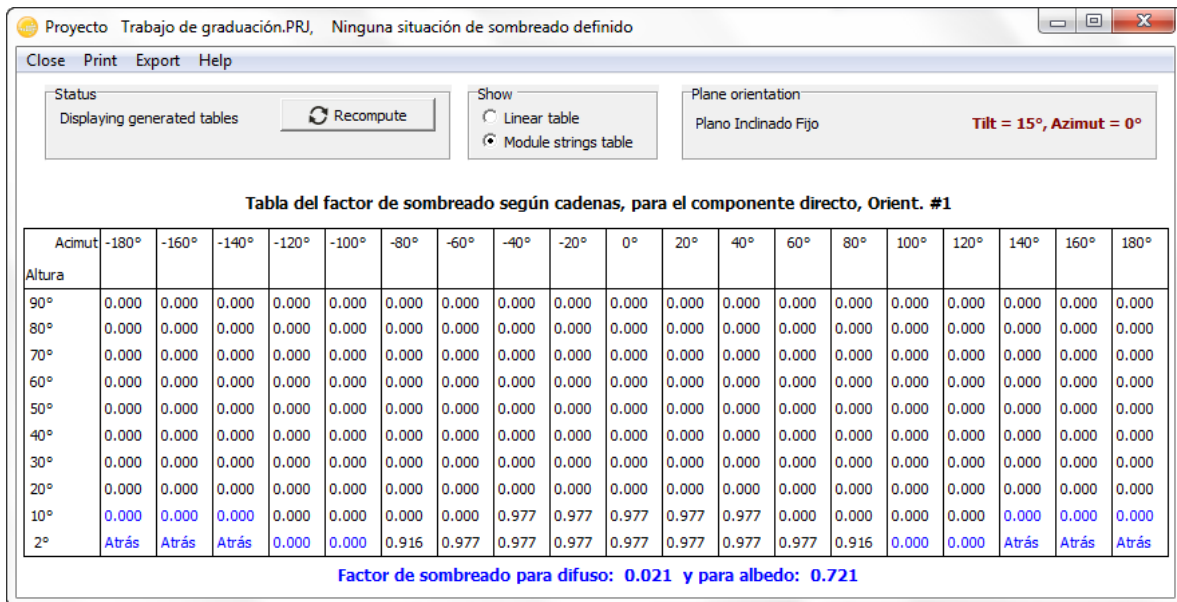 Proyecto Trabajo de graduación.PRJ, Ninguna situación de sombreado definido
Close Print Export Help
Status
Displaying generated tables
Recompute
Show
Linear table
Module strings table
Plane orientation
Plano Inclinado Fijo Tilt = 15°, Azimut = 0°
Tabla del factor de sombreado según cadenas, para el componente directo, Orient. #1
Acimut -180° -160° -140° -120° -100° -80° -60° -40° -20° 0° 20° 40° 60° 80° 100° 120° 140° 160° 180°
Altura
90° 0.000 0.000 0.000 0.000 0.000 0.000 0.000 0.000 0.000 0.000 0.000 0.000 0.000 0.000 0.000 0.000 0.000 0.000 0.000
80° 0.000 0.000 0.000 0.000 0.000 0.000 0.000 0.000 0.000 0.000 0.000 0.000 0.000 0.000 0.000 0.000 0.000 0.000 0.000
70° 0.000 0.000 0.000 0.000 0.000 0.000 0.000 0.000 0.000 0.000 0.000 0.000 0.000 0.000 0.000 0.000 0.000 0.000 0.000
60° 0.000 0.000 0.000 0.000 0.000 0.000 0.000 0.000 0.000 0.000 0.000 0.000 0.000 0.000 0.000 0.000 0.000 0.000 0.000
50° 0.000 0.000 0.000 0.000 0.000 0.000 0.000 0.000 0.000 0.000 0.000 0.000 0.000 0.000 0.000 0.000 0.000 0.000 0.000
40° 0.000 0.000 0.000 0.000 0.000 0.000 0.000 0.000 0.000 0.000 0.000 0.000 0.000 0.000 0.000 0.000 0.000 0.000 0.000
30° 0.000 0.000 0.000 0.000 0.000 0.000 0.000 0.000 0.000 0.000 0.000 0.000 0.000 0.000 0.000 0.000 0.000 0.000 0.000
20° 0.000 0.000 0.000 0.000 0.000 0.000 0.000 0.000 0.000 0.000 0.000 0.000 0.000 0.000 0.000 0.000 0.000 0.000 0.000
10° 0.000 0.000 0.000 0.000 0.000 0.000 0.000 0.977 0.977 0.977 0.977 0.977 0.000 0.000 0.000 0.000 0.000 0.000 0.000
2° Atrás Atrás Atrás 0.000 0.000 0.916 0.977 0.977 0.977 0.977 0.977 0.977 0.977 0.916 0.000 0.000 Atrás Atrás Atrás
Factor de sombreado para difuso: 0.021 y para albedo: 0.721